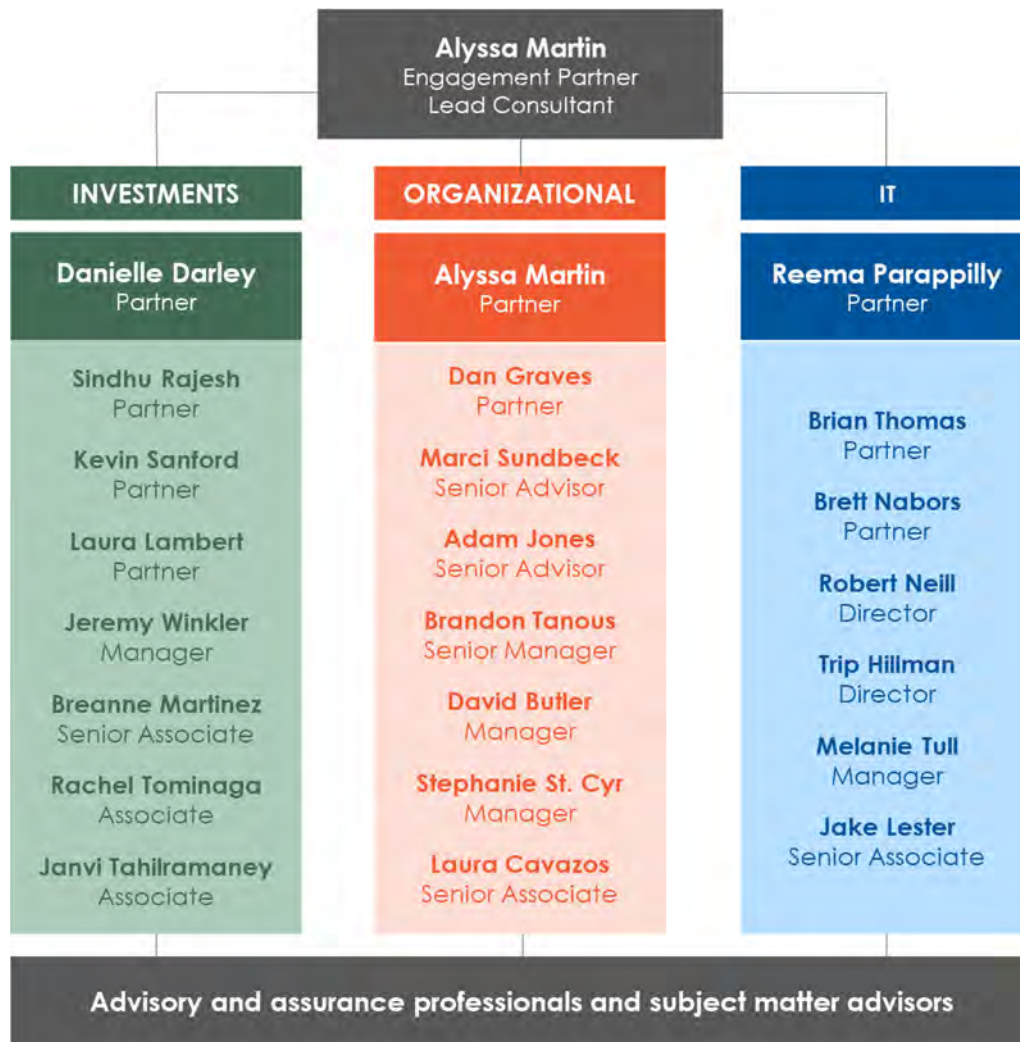 Alyssa Martin
Engagement Partner
Lead Consultant
INVESTMENTS
Danielle Darley
Partner
Sindhu Rajesh
Partner
Kevin Sanford
Partner
Laura Lambert
Partner
Jeremy Winkler
Manager
Breanne Martinez
Senior Associate
Rachel Tominaga
Associate
Janvi Tahilramaney
Associate
ORGANIZATIONAL
Alyssa Martin
Partner
Dan Graves
Partner
Marci Sundbeck
Senior Advisor
Adam Jones
Senior Advisor
Brandon Tanous
Senior Manager
David Butler
Manager
Stephanie St. Cyr
Manager
Laura Cavazos
Senior Associate
IT
Reema Parappilly
Partner
Brian Thomas
Partner
Brett Nabors
Partner
Robert Neill
Director
Trip Hillman
Director
Melanie Tull
Manager
Jake Lester
Senior Associate
Advisory and assurance professionals and subject matter advisors